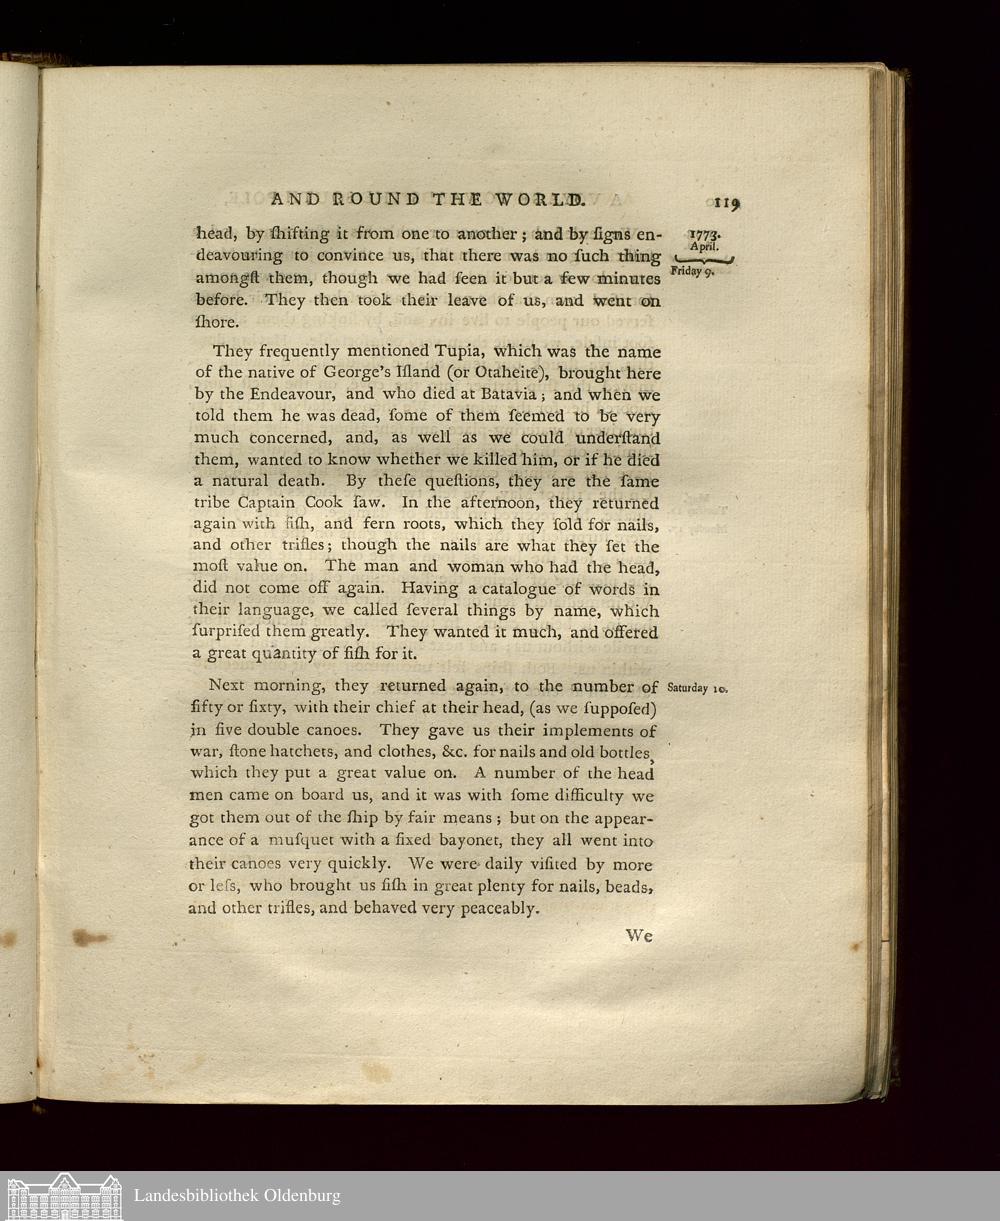 AND ROUND THE WORLD. 119
head, by ſhifting it from one to another; and by ſigns en-
1773.
April.
deavouring to convince us, that there was no ſuch thing
amongſt them, though we had ſeen it but a few minutes
Friday 9.
before. They then took their leave of us, and went on
ſhore.
They frequently mentioned Tupia, which was the name
of the native of George's Iſland (or Otaheite), brought here
by the Endeavour, and who died at Batavia; and when we
told them he was dead, ſome of them ſeemed to be very
much concerned, and, as well as we could underſtand
them, wanted to know whether we killed him, or if he died
a natural death. By theſe queſtions, they are the ſame
tribe Captain Cook ſaw. In the afternoon, they returned
again with fiſh, and fern roots, which they ſold for nails,
and other trifles; though the nails are what they ſet the
moſt value on. The man and woman who had the head,
did not come off again. Having a catalogue of words in
their language, we called ſeveral things by name, which
ſurpriſed them greatly. They wanted it much, and offered
a great quantity of fiſh for it.
Next morning, they returned again, to the number of
Saturday 10.
fifty or ſixty, with their chief at their head, (as we ſuppoſed)
in five double canoes. They gave us their implements of
war, ſtone hatchets, and clothes, &c. for nails and old bottles,
which they put a great value on. A number of the head
men came on board us, and it was with ſome difficulty we
got them out of the ſhip by fair means; but on the appear-
ance of a muſquet with a fixed bayonet, they all went into
their canoes very quickly. We were daily viſited by more
or leſs, who brought us fiſh in great plenty for nails, beads,
and other trifles, and behaved very peaceably.
We
Landesbibliothek Oldenburg